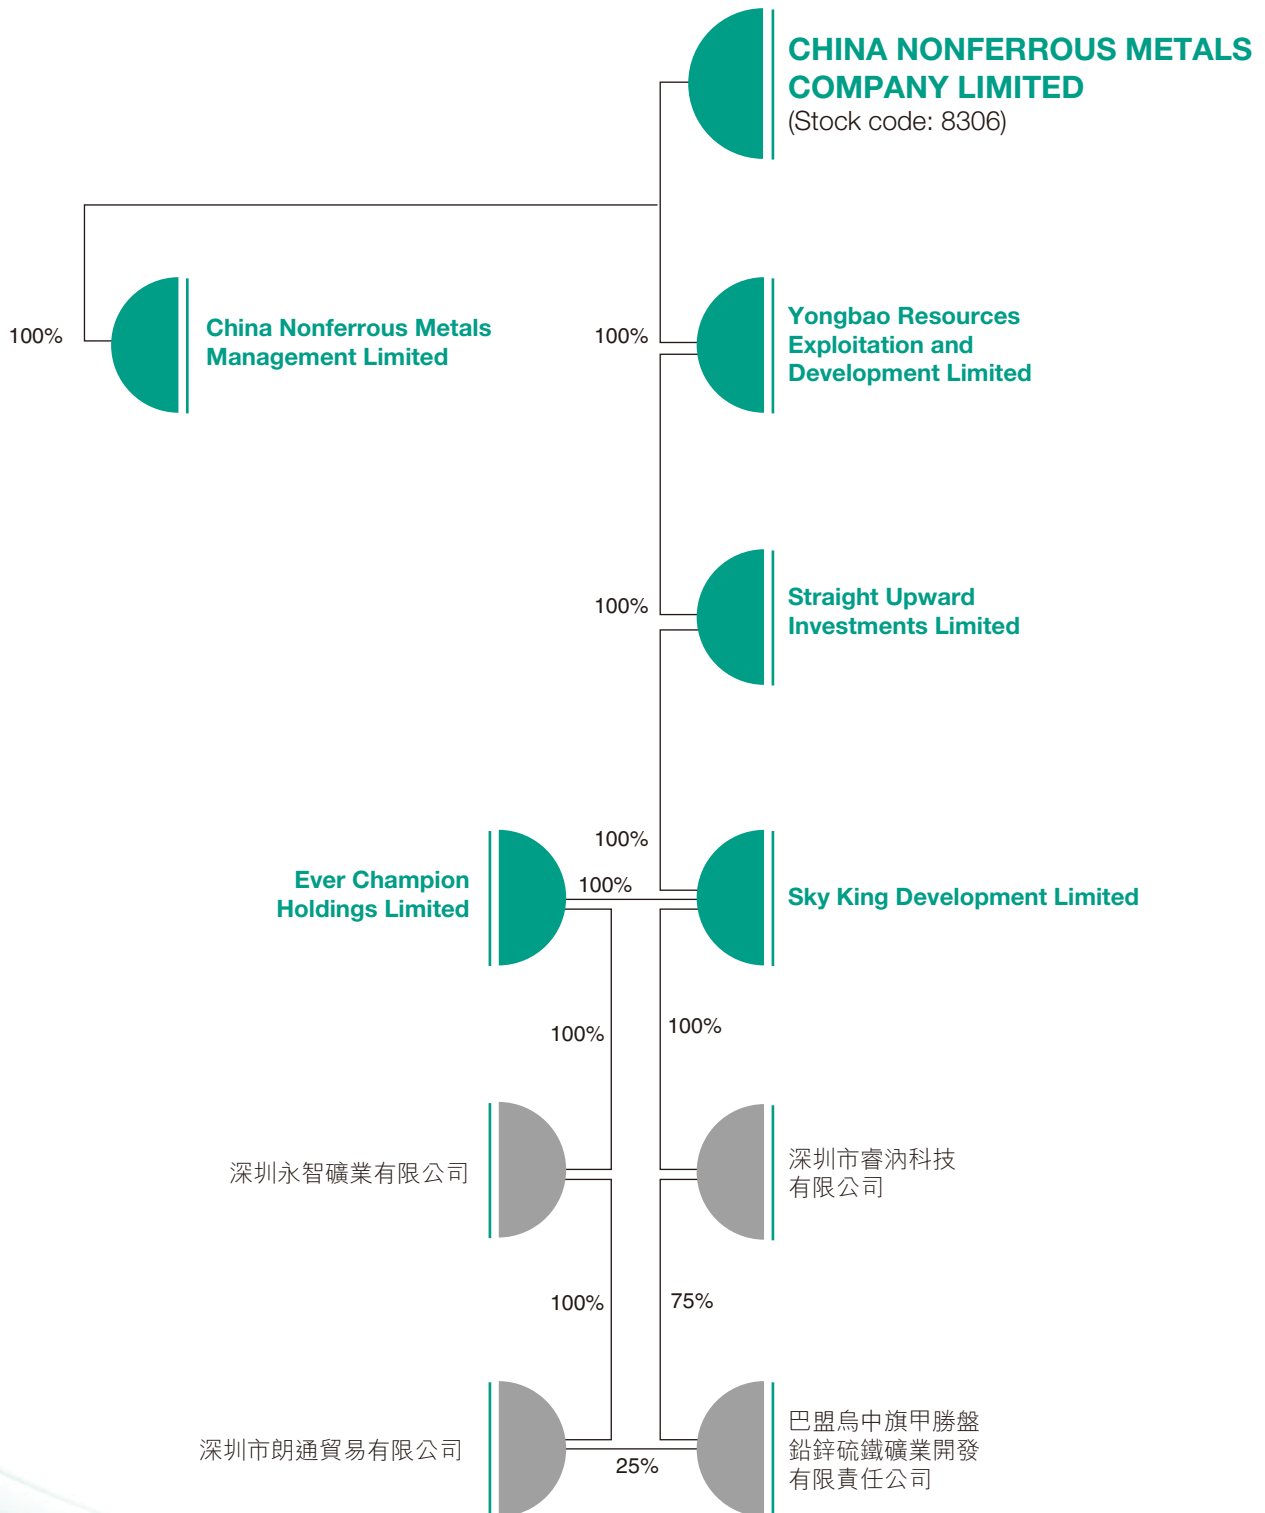 CHINA NONFERROUS METALS
COMPANY LIMITED
(Stock code: 8306)
100%
China Nonferrous Metals
Management Limited
100%
Yongbao Resources
Exploitation and
Development Limited
100%
Straight Upward
Investments Limited
100%
Ever Champion
Holdings Limited
100%
Sky King Development Limited
100%
100%
深圳永智礦業有限公司
深圳市睿汭科技
有限公司
100%
75%
深圳市朗通貿易有限公司
25%
巴盟烏中旗甲勝盤
鉛鋅硫鐵礦業開發
有限責任公司